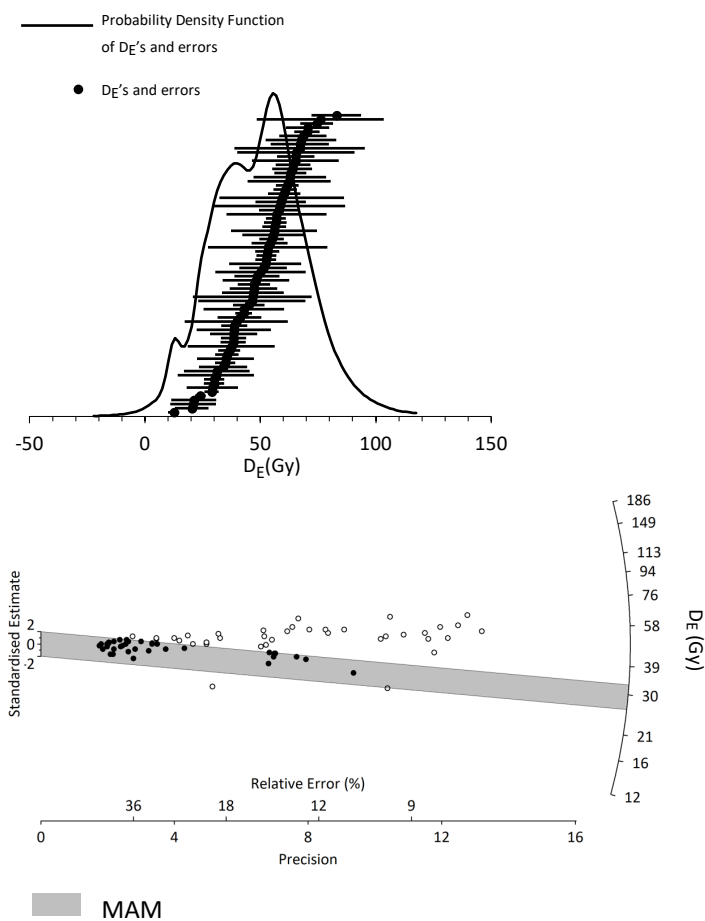 Probability Density Function
of DE's and errors
DE's and errors
-50 0 50 100 150
DE(Gy)
186
149
113
94
76
58
39
30
21
16
12
DE (Gy)
Standardised Estimate
2
0
-2
Relative Error (%)
36 18 12 9
0 4 8 12 16
Precision
MAM